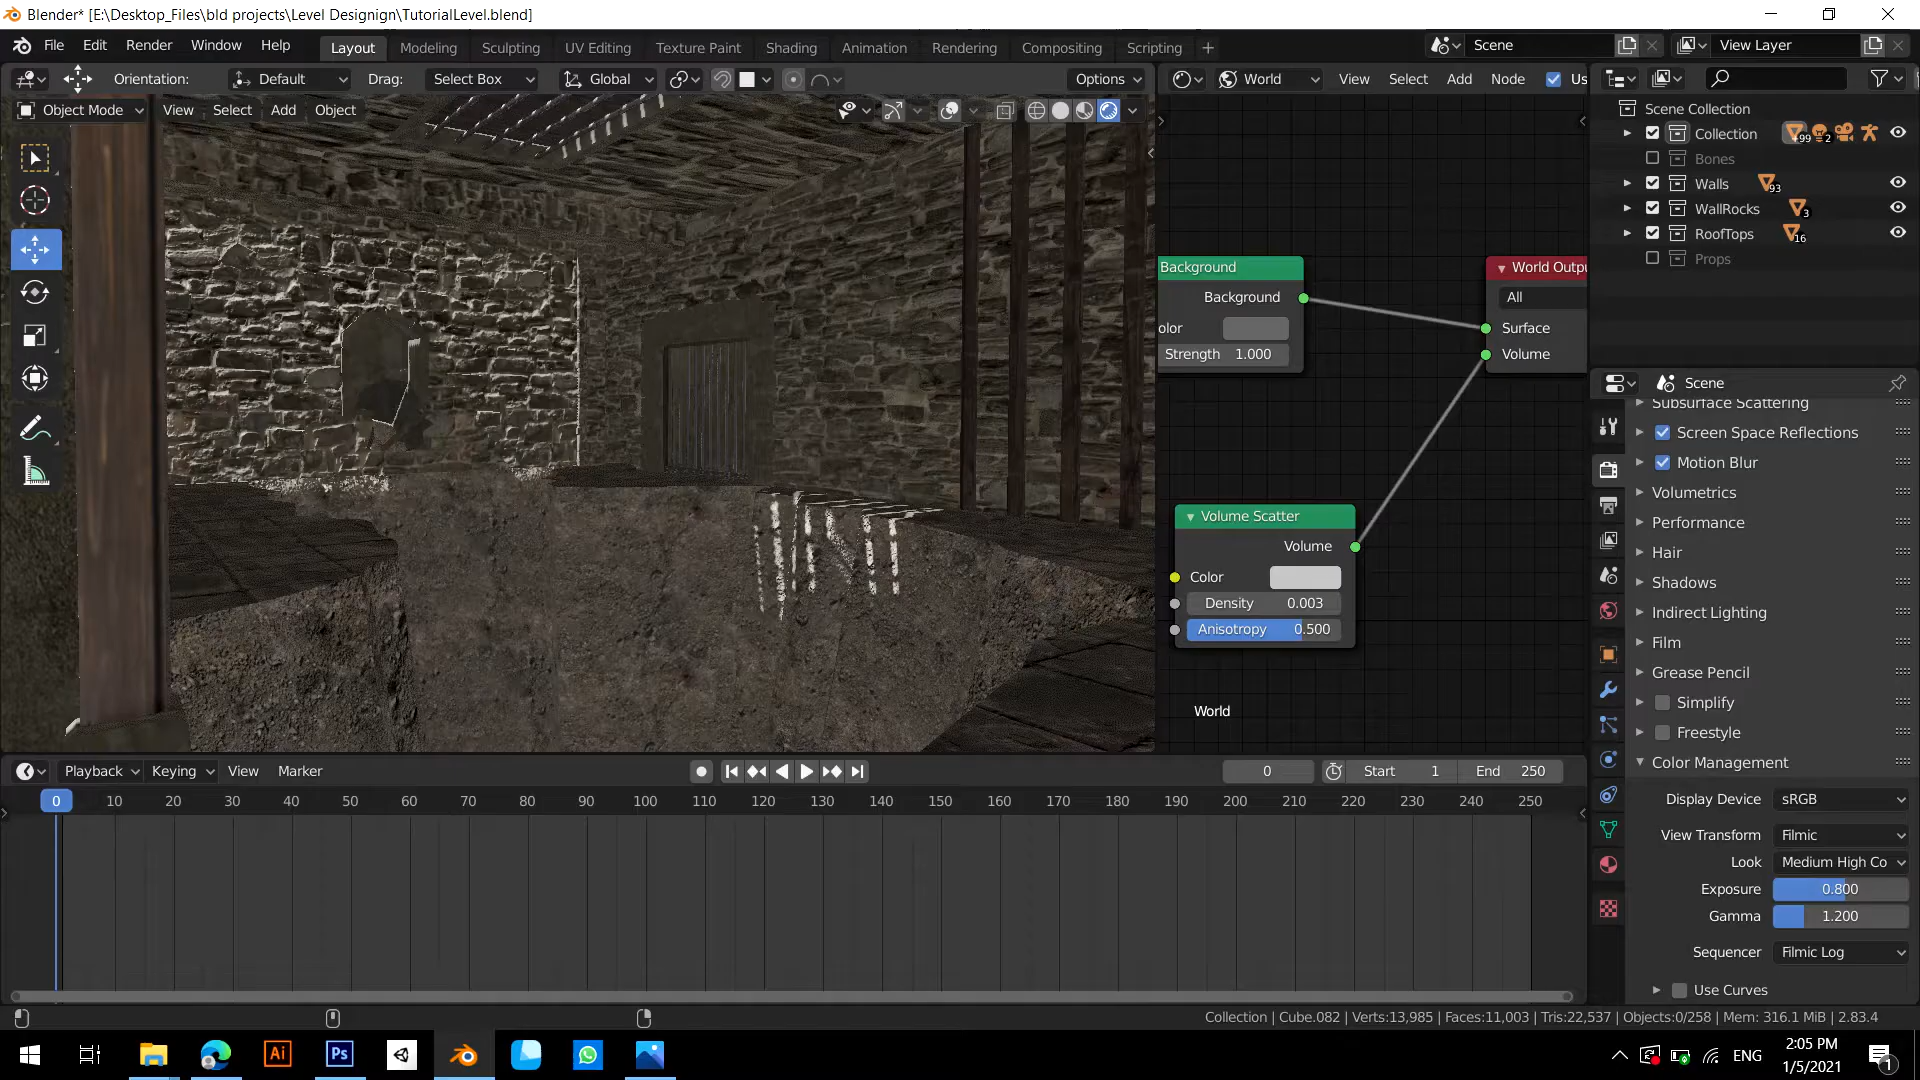 Blender* [E:\Desktop_Files\bld projects\Level Designign\TutorialLevel.blend]
File Edit Render Window Help
Layout Modeling Sculpting UV Editing Texture Paint Shading Animation Rendering Compositing Scripting +
Scene
View Layer
Orientation: Default Drag: Select Box Global Options
World View Select Add Node Us
Object Mode View Select Add Object
Scene Collection
Collection +99 2
Bones
Walls 93
WallRocks 3
RoofTops 16
Props
Background
Background
olor
Strength 1.000
World Outpu
All
Surface
Volume
Volume Scatter
Volume
Color
Density 0.003
Anisotropy 0.500
World
Scene
Subsurface Scattering
Screen Space Reflections
Motion Blur
Volumetrics
Performance
Hair
Shadows
Indirect Lighting
Film
Grease Pencil
Simplify
Freestyle
Color Management
Display Device sRGB
View Transform Filmic
Look Medium High Co
Exposure 0.800
Gamma 1.200
Sequencer Filmic Log
Use Curves
Playback Keying View Marker
0 Start 1 End 250
0 10 20 30 40 50 60 70 80 90 100 110 120 130 140 150 160 170 180 190 200 210 220 230 240 250
Collection | Cube.082 | Verts:13,985 | Faces:11,003 | Tris:22,537 | Objects:0/258 | Mem: 316.1 MiB | 2.83.4
Ai Ps
ENG
2:05 PM
1/5/2021
1